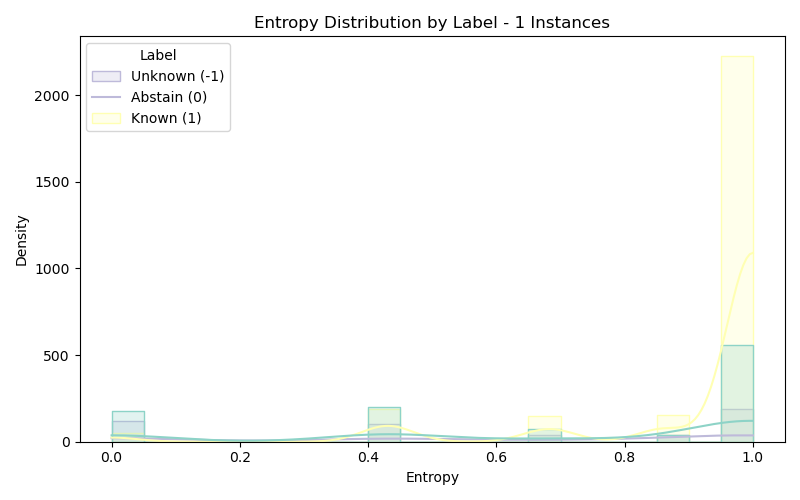 Entropy Distribution by Label - 1 Instances
Label
Unknown (-1)
Abstain (0)
Known (1)
Density
2000
1500
1000
500
0
0.0 0.2 0.4 0.6 0.8 1.0
Entropy